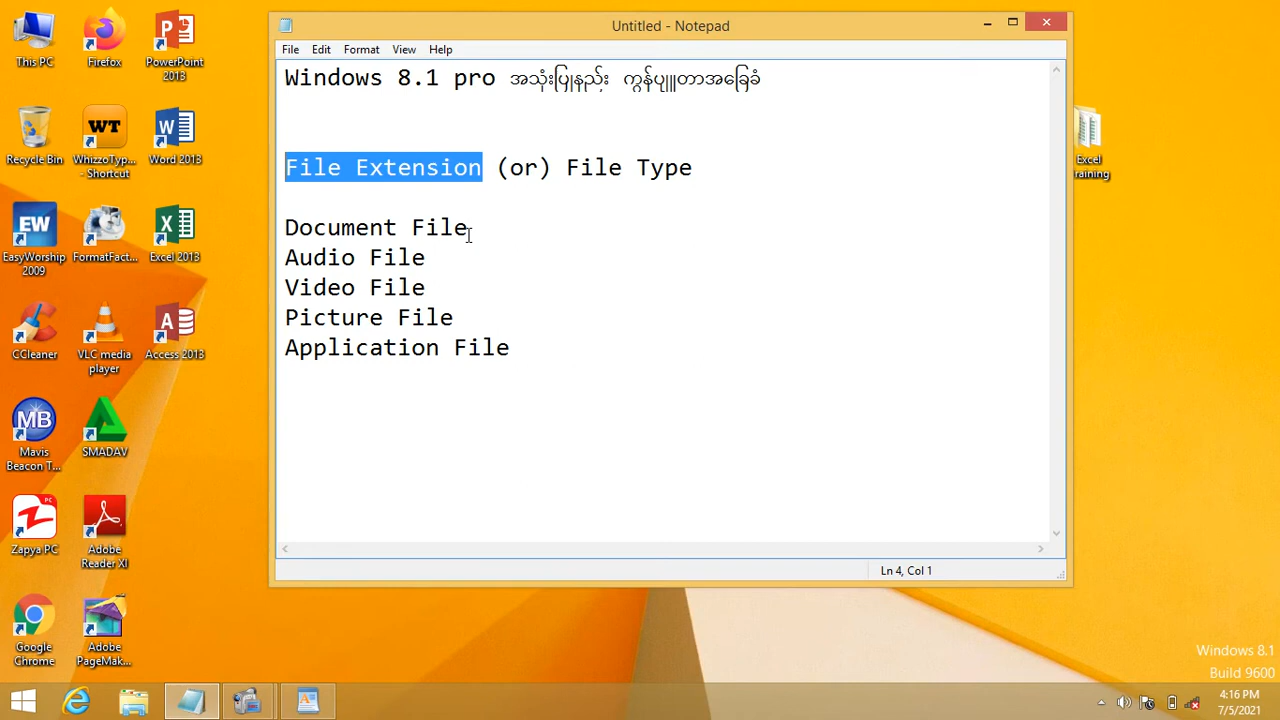 This PC
Firefox
PowerPoint
2013
Recycle Bin
WhizzoTyp...
- Shortcut
Word 2013
EasyWorship
2009
FormatFact...
Excel 2013
CCleaner
VLC media
player
Access 2013
Mavis
Beacon T...
SMADAV
Zapya PC
Adobe
Reader XI
Google
Chrome
Adobe
PageMak...
Untitled - Notepad
File Edit Format View Help
Windows 8.1 pro အသုံးပြုနည်း ကွန်ပျူတာအခြေခံ
File Extension (or) File Type
Document File
Audio File
Video File
Picture File
Application File
Ln 4, Col 1
Excel
Training
Windows 8.1
Build 9600
4:16 PM
7/5/2021